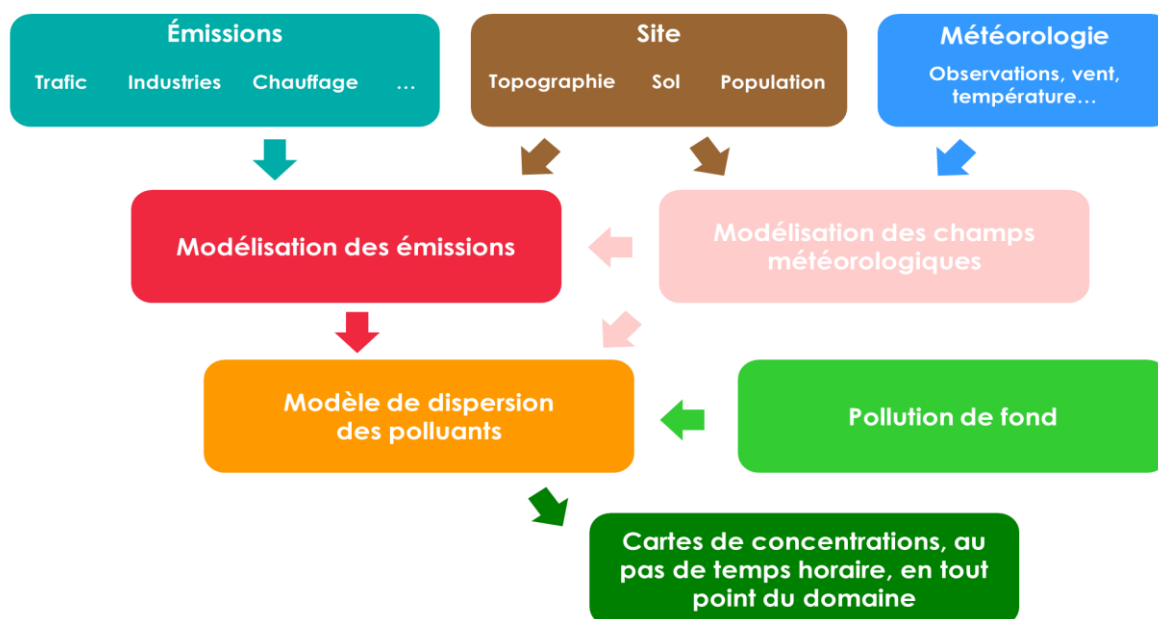 Émissions
Trafic Industries Chauffage ...
Site
Topographie Sol Population
Météorologie
Observations, vent,
température...
Modélisation des émissions
Modélisation des champs
météorologiques
Modèle de dispersion
des polluants
Pollution de fond
Cartes de concentrations, au
pas de temps horaire, en tout
point du domaine